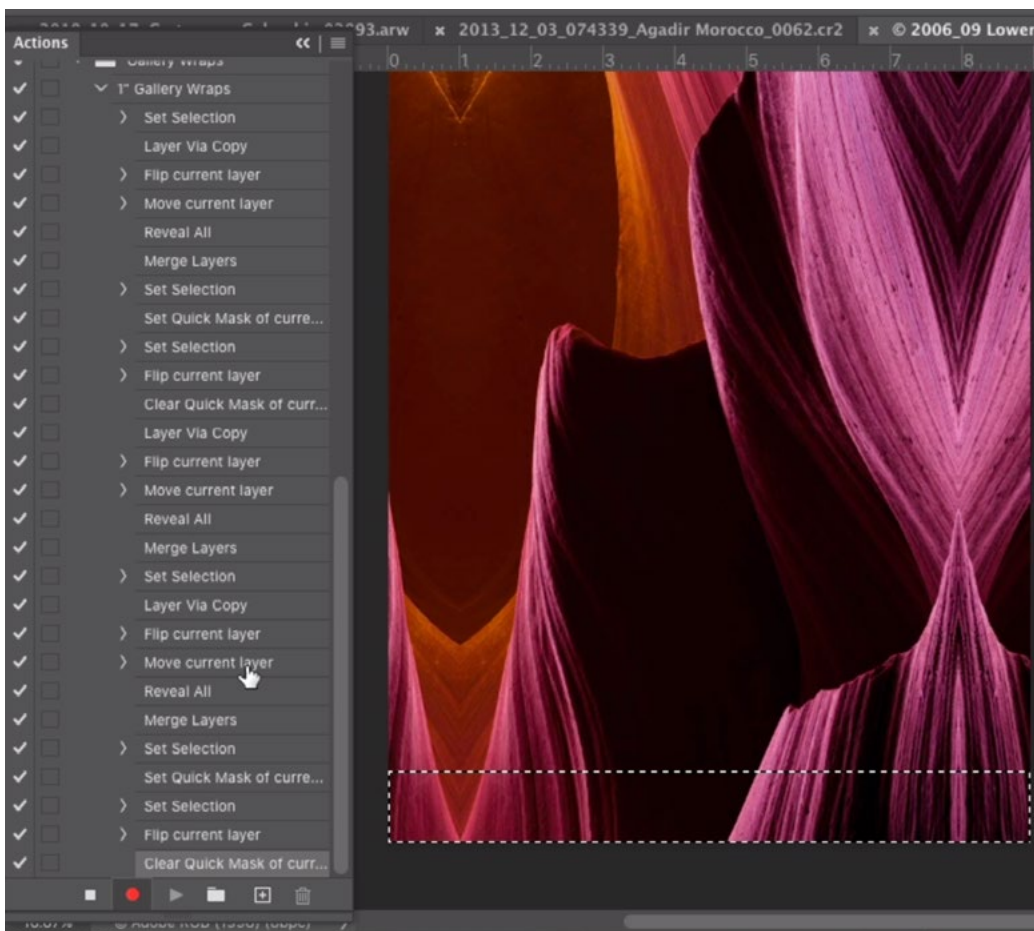 93.arw × 2013_12_03_074339_Agadir Morocco_0062.cr2 × © 2006_09 Lower
Actions
0 1 2 3 4 5 6 7 8
Gallery Wraps
1" Gallery Wraps
Set Selection
Layer Via Copy
Flip current layer
Move current layer
Reveal All
Merge Layers
Set Selection
Set Quick Mask of curre...
Set Selection
Flip current layer
Clear Quick Mask of curr...
Layer Via Copy
Flip current layer
Move current layer
Reveal All
Merge Layers
Set Selection
Layer Via Copy
Flip current layer
Move current layer
Reveal All
Merge Layers
Set Selection
Set Quick Mask of curre...
Set Selection
Flip current layer
Clear Quick Mask of curr...